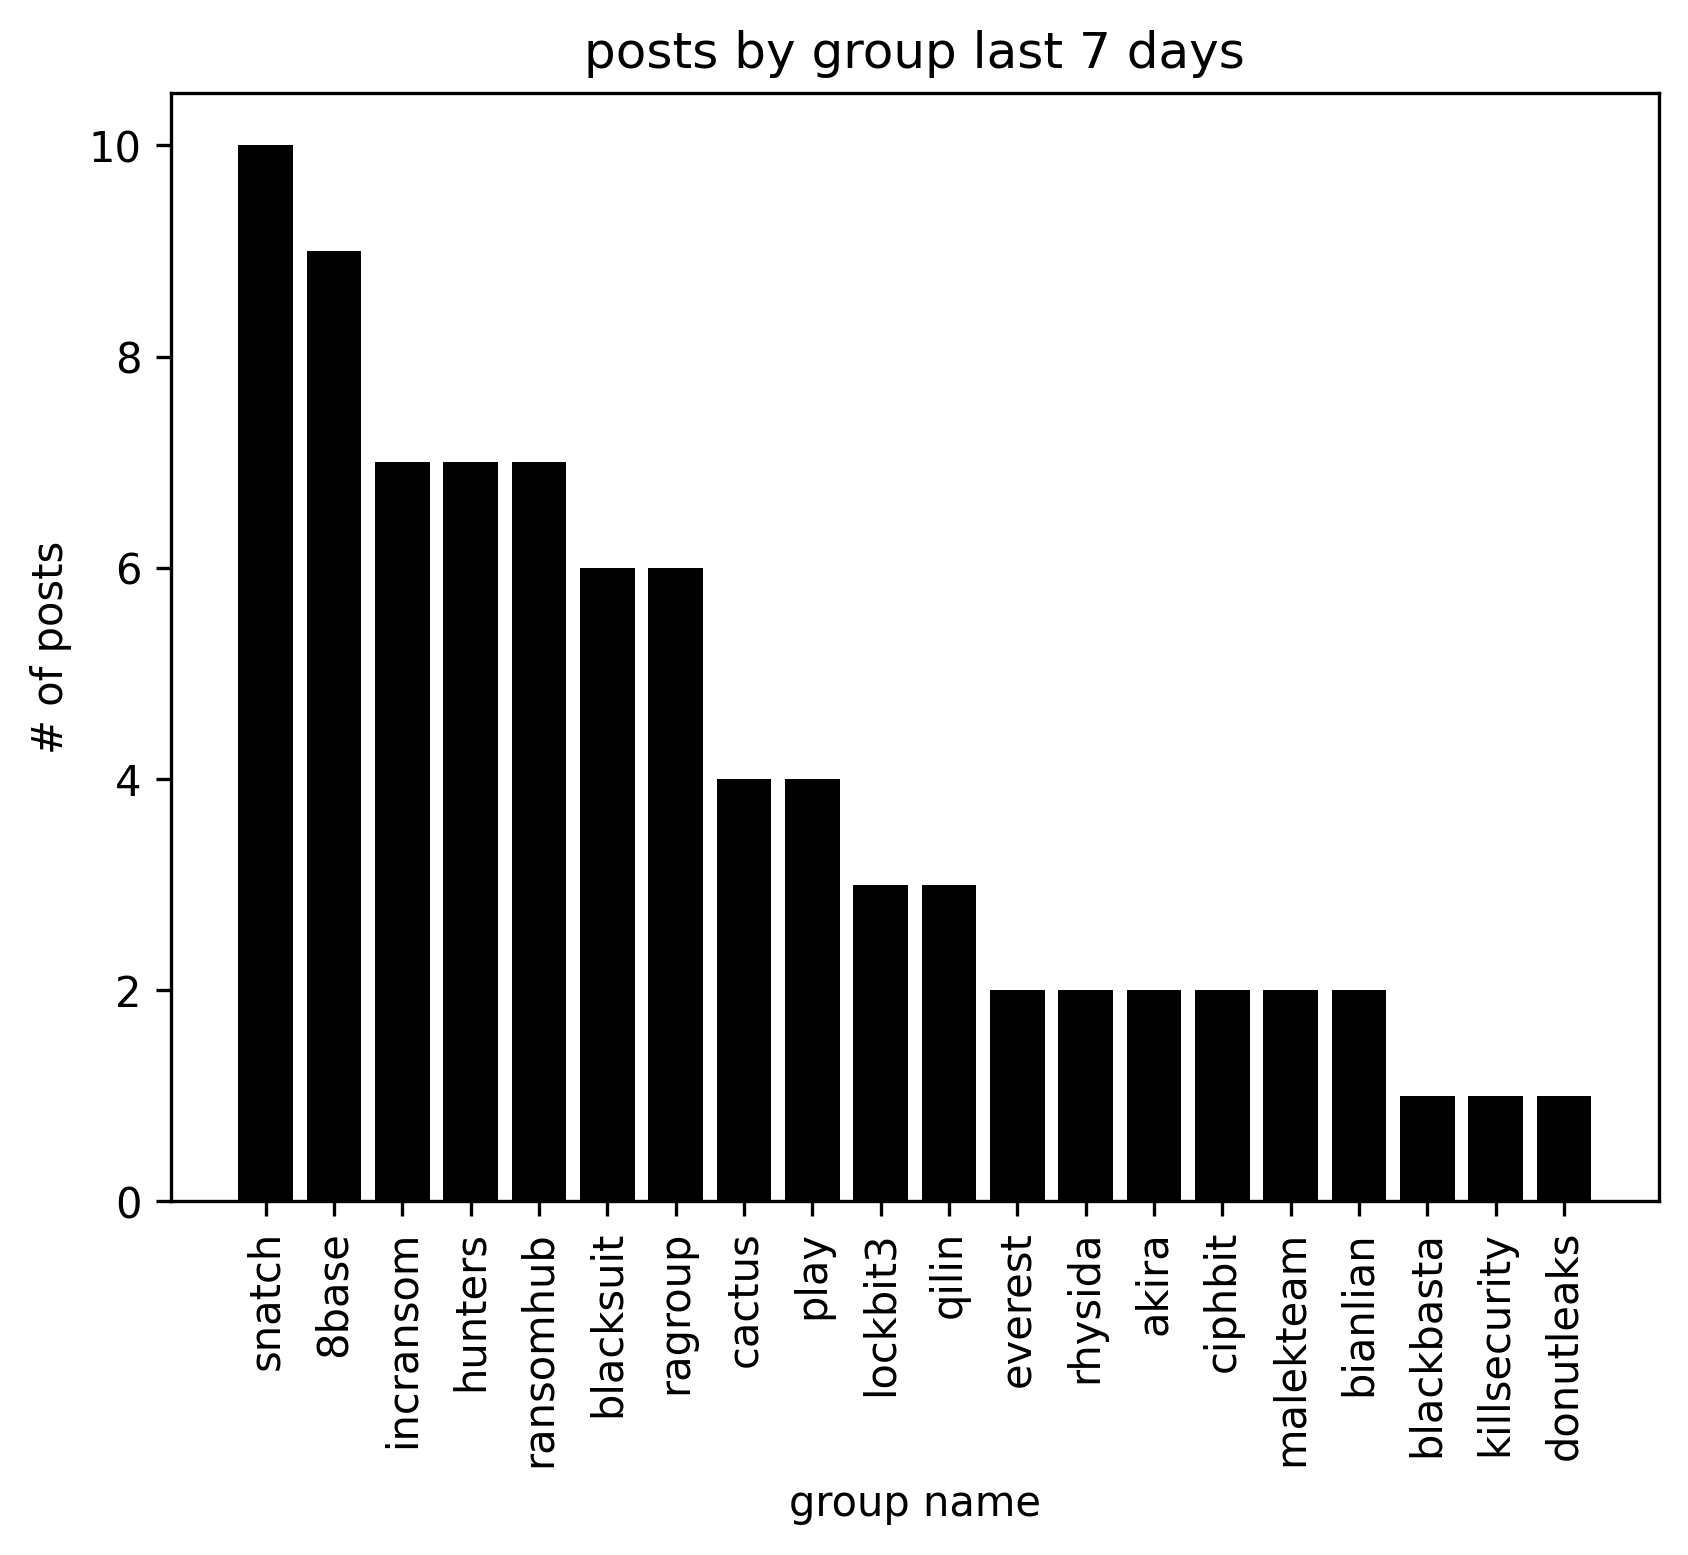 posts by group last 7 days
# of posts
10
8
6
4
2
0
snatch
8base
incransom
hunters
ransomhub
blacksuit
ragroup
cactus
play
lockbit3
qilin
everest
rhysida
akira
ciphbit
malekteam
bianlian
blackbasta
killsecurity
donutleaks
group name